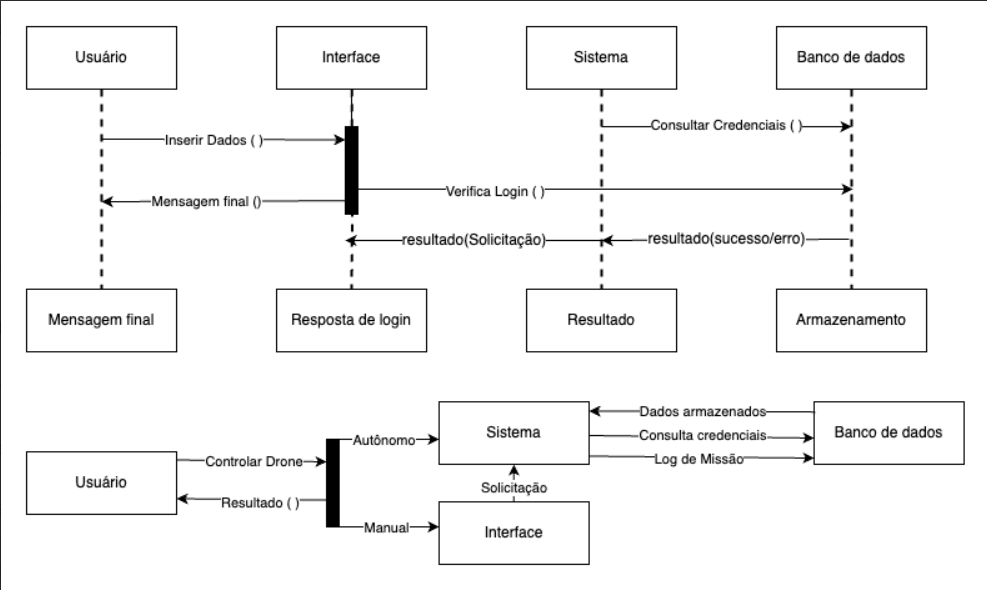 Usuário
Interface
Sistema
Banco de dados
Consultar Credenciais ( )
Inserir Dados ( )
Verifica Login ( )
Mensagem final ()
resultado(Solicitação)
resultado(sucesso/erro)
Mensagem final
Resposta de login
Resultado
Armazenamento
Dados armazenados
Autônomo
Sistema
Consulta credenciais
Banco de dados
Controlar Drone
Log de Missão
Usuário
Solicitação
Resultado ( )
Manual
Interface